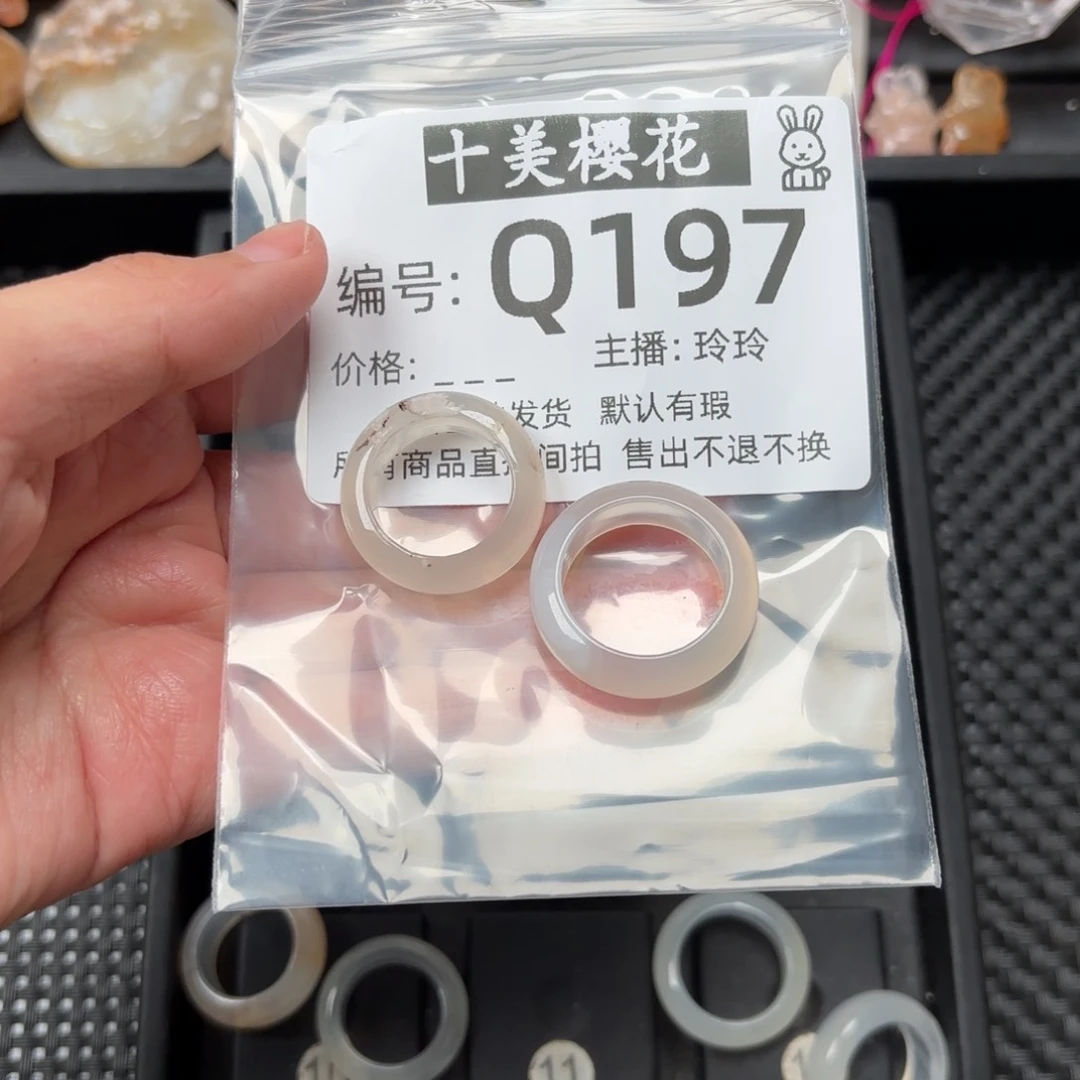 十美樱花
编号: Q197
价格: _ _ _ 主播: 玲玲
发货 默认有瑕
商品直 间拍 售出不退不换
11